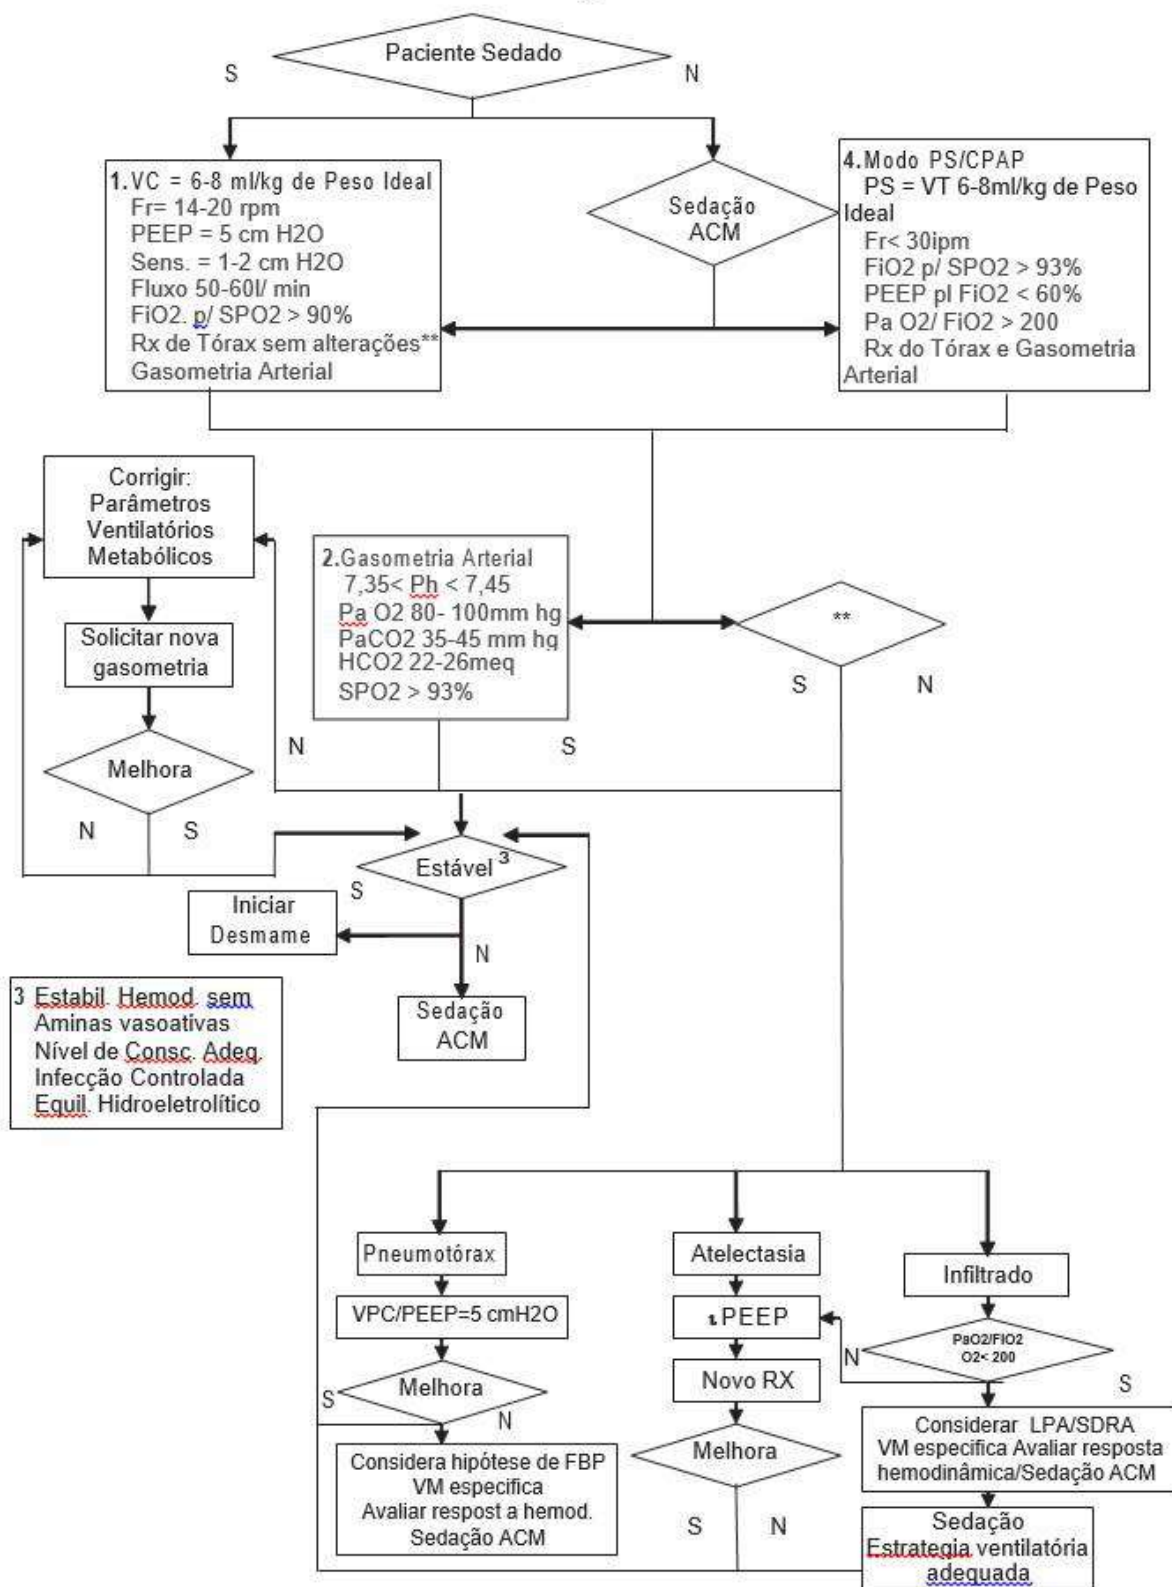 Paciente Sedado
S
N
1.VC = 6-8 ml/kg de Peso Ideal
Fr= 14-20 rpm
PEEP = 5 cm H2O
Sens. = 1-2 cm H2O
Fluxo 50-60l/ min
FiO2. p/ SPO2 > 90%
Rx de Tórax sem alterações**
Gasometria Arterial
Sedação
ACM
4.Modo PS/CPAP
PS = VT 6-8ml/kg de Peso
Ideal
Fr< 30ipm
FiO2 p/ SPO2 > 93%
PEEP pl FiO2 < 60%
Pa O2/ FiO2 > 200
Rx do Tórax e Gasometria
Arterial
Corrigir:
Parâmetros
Ventilatórios
Metabólicos
Solicitar nova
gasometria
Melhora
N
S
2.Gasometria Arterial
7,35< Ph < 7,45
Pa O2 80- 100mm hg
PaCO2 35-45 mm hg
HCO2 22-26meq
SPO2 > 93%
**
S
N
N
S
Estável 3
S
N
Iniciar
Desmame
Sedação
ACM
3 Estabil. Hemod. sem
Aminas vasoativas
Nível de Consc. Adeq.
Infecção Controlada
Equil. Hidroeletrolítico
Pneumotórax
VPC/PEEP=5 cmH2O
Melhora
S
N
Considera hipótese de FBP
VM especifica
Avaliar respost a hemod.
Sedação ACM
Atelectasia
PEEP
Novo RX
Melhora
S
N
Infiltrado
PaO2/FIO2
O2< 200
N
S
Considerar LPA/SDRA
VM especifica Avaliar resposta
hemodinâmica/Sedação ACM
Sedação
Estrategia ventilatória
adequada